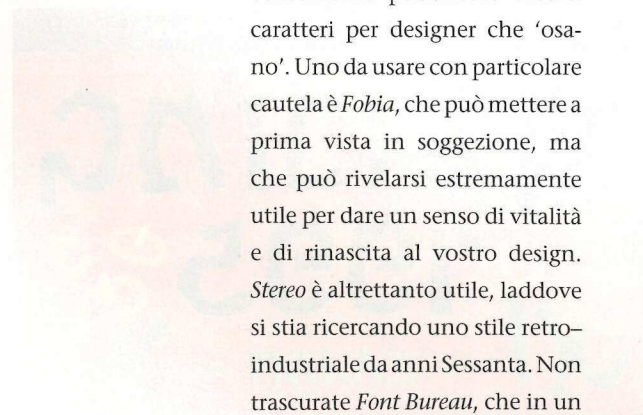 caratteri per designer che ‘osa-
no’. Uno da usare con particolare
cautela è Fobia, che può mettere a
prima vista in soggezione, ma
che può rivelarsi estremamente
utile per dare un senso di vitalità
e di rinascita al vostro design.
Stereo è altrettanto utile, laddove
si stia ricercando uno stile retro–
industriale da anni Sessanta. Non
trascurate Font Bureau, che in un